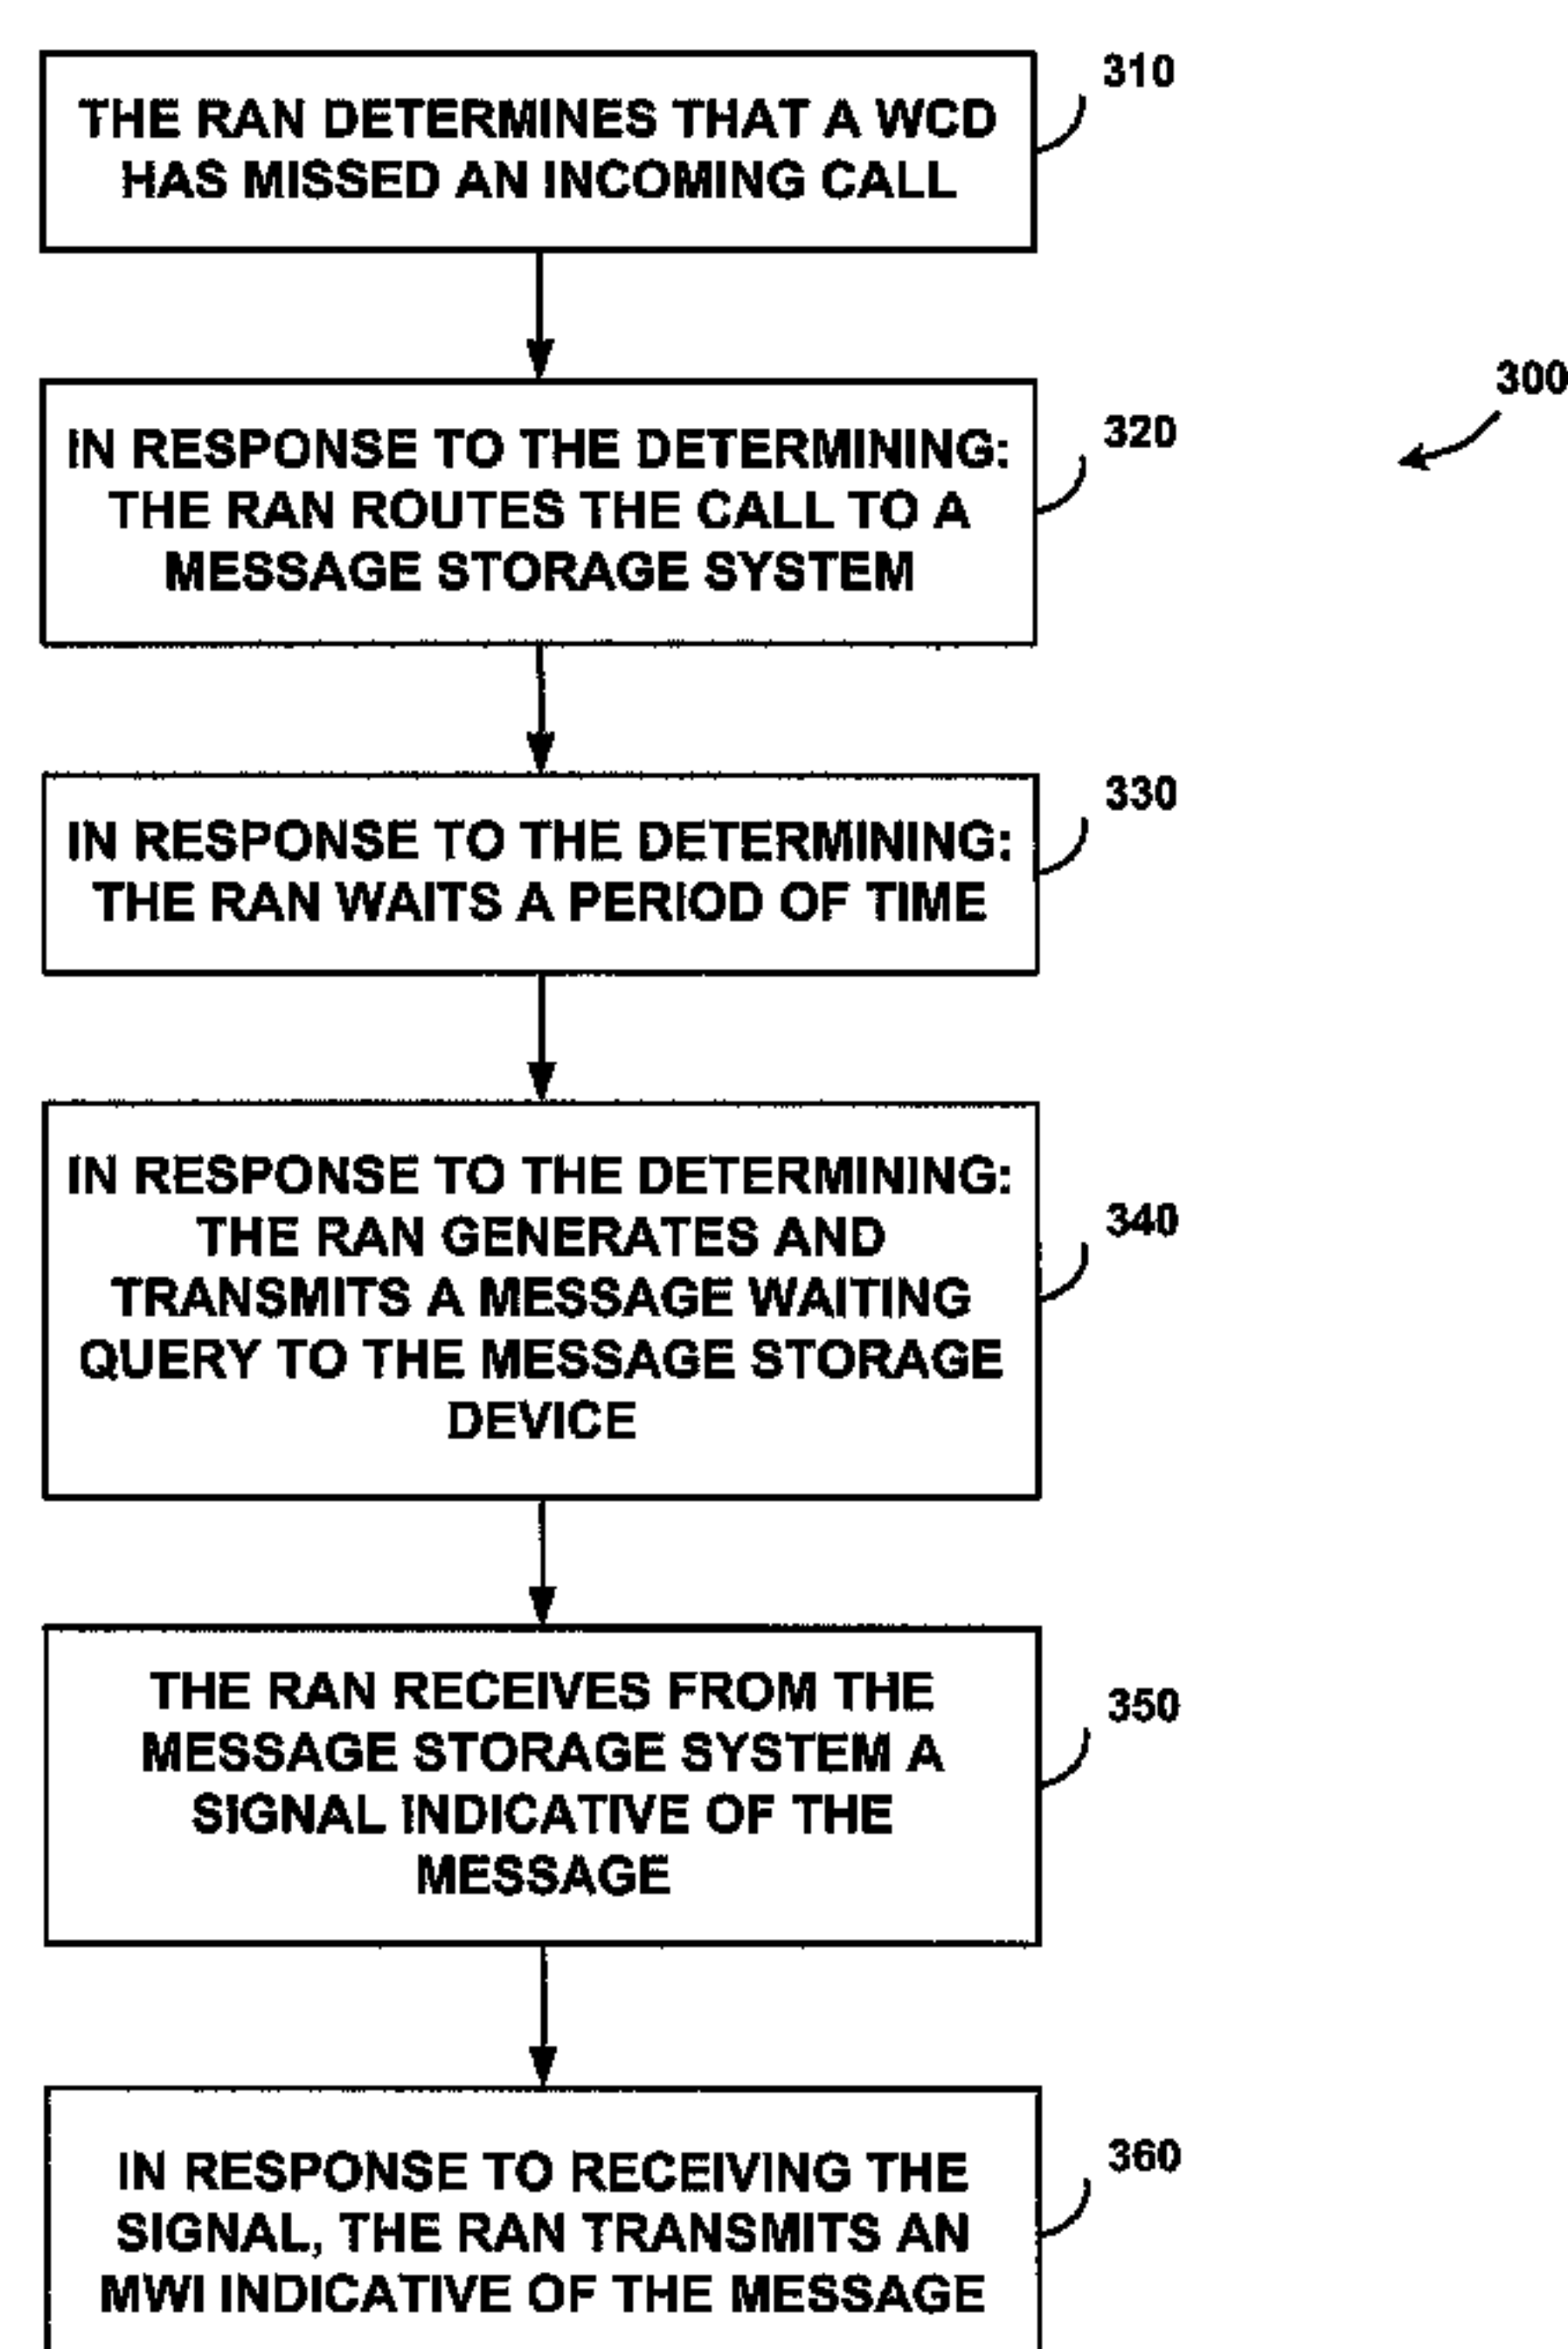 310
THE RAN DETERMINES THAT A WCD
HAS MISSED AN INCOMING CALL
300
320
IN RESPONSE TO THE DETERMINING:
THE RAN ROUTES THE CALL TO A
MESSAGE STORAGE SYSTEM
330
IN RESPONSE TO THE DETERMINING:
THE RAN WAITS A PERIOD OF TIME
340
IN RESPONSE TO THE DETERMINING:
THE RAN GENERATES AND
TRANSMITS A MESSAGE WAITING
QUERY TO THE MESSAGE STORAGE
DEVICE
350
THE RAN RECEIVES FROM THE
MESSAGE STORAGE SYSTEM A
SIGNAL INDICATIVE OF THE
MESSAGE
360
IN RESPONSE TO RECEIVING THE
SIGNAL, THE RAN TRANSMITS AN
MWI INDICATIVE OF THE MESSAGE